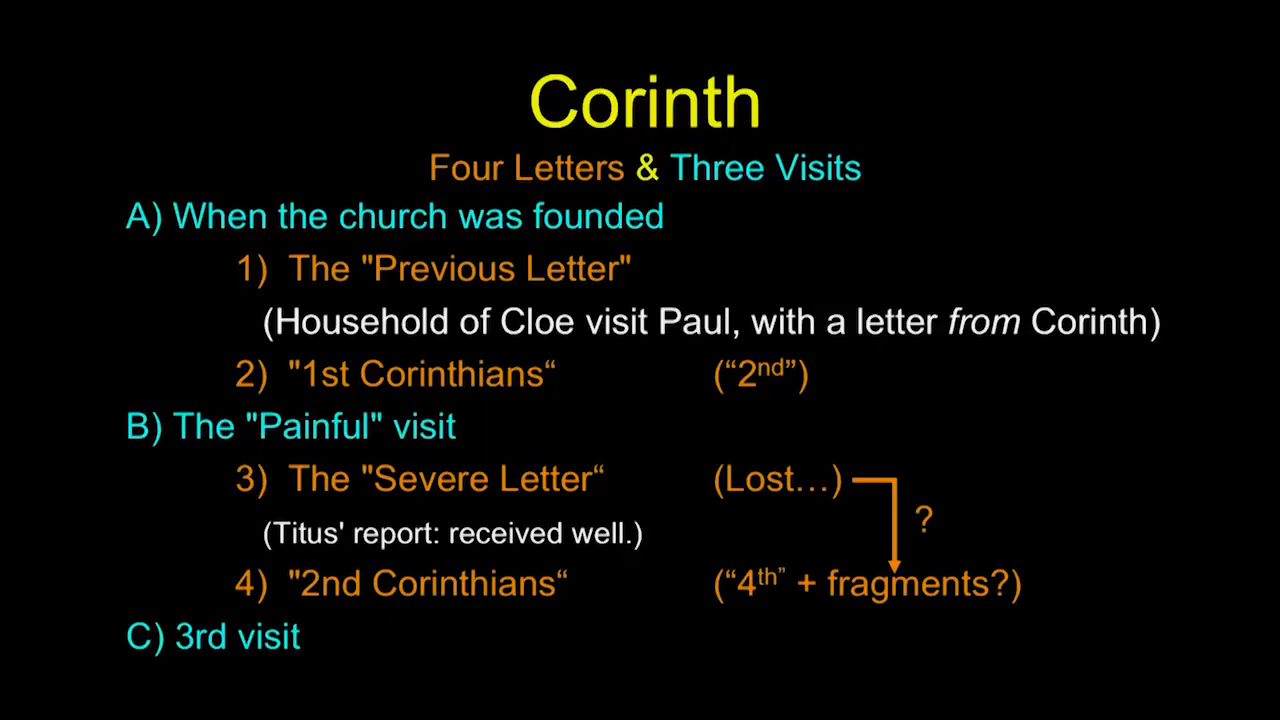 Corinth
Four Letters & Three Visits
A) When the church was founded
1) The "Previous Letter"
(Household of Cloe visit Paul, with a letter from Corinth)
2) "1st Corinthians“ (“2nd”)
B) The "Painful" visit
3) The "Severe Letter“ (Lost…)
?
(Titus' report: received well.)
4) "2nd Corinthians“ (“4th” + fragments?)
C) 3rd visit